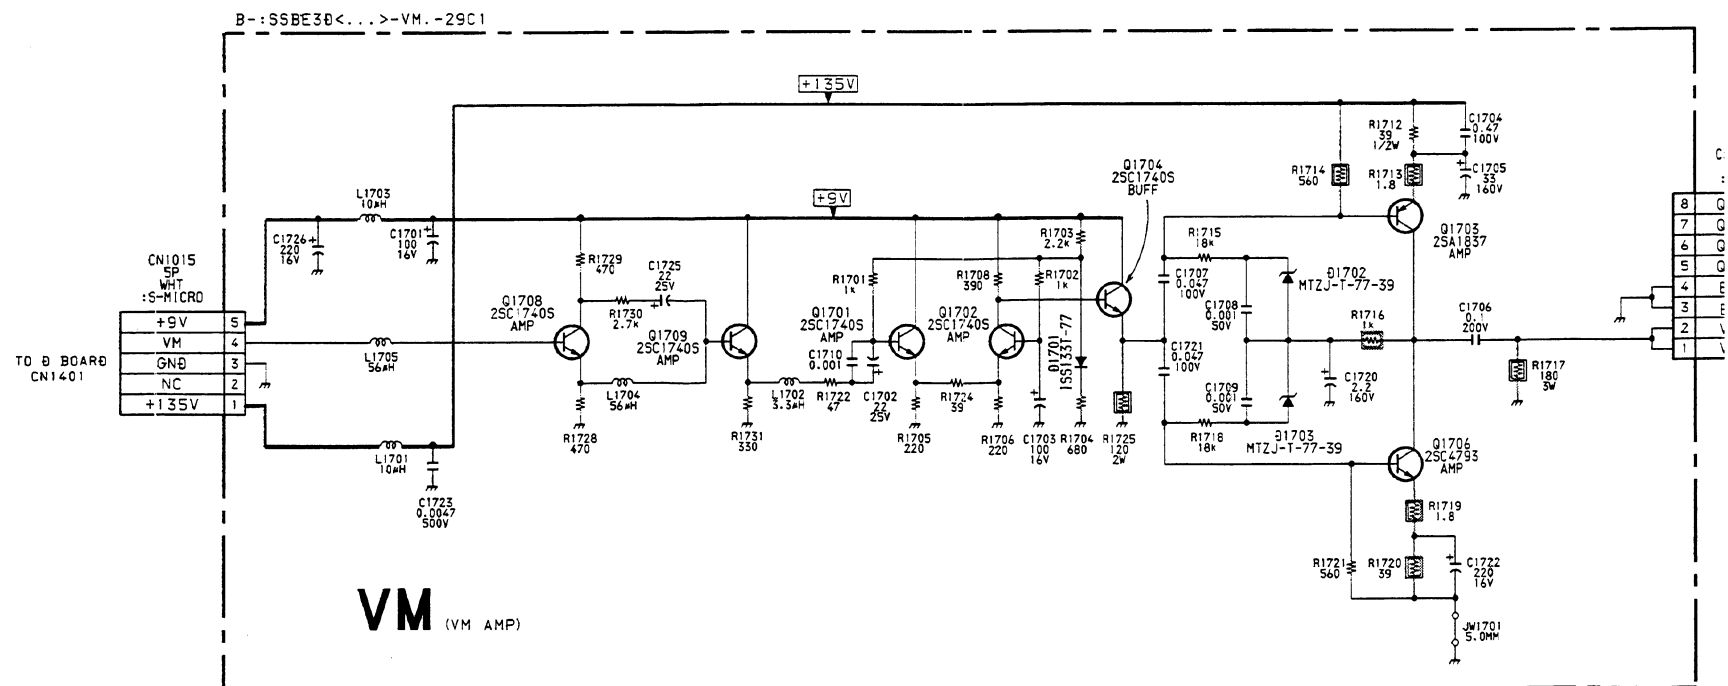 B-:SSBE3D<...>-VM.-29C1
+135V
+9V
CN1015
5P
WHT
:S-MICRO
+9V 5
VM 4
GND 3
NC 2
+135V 1
TO D BOARD
CN1401
L1703
10µH
C1726
220
16V
C1701
100
16V
L1705
56µH
L1701
10µH
C1723
0.0047
500V
Q1708
2SC1740S
AMP
R1729
470
R1730
2.7k
C1725
22
25V
L1704
56µH
R1728
470
Q1709
2SC1740S
AMP
R1731
330
L1702
3.3µH
R1722
47
C1710
0.001
C1702
22
25V
R1701
1k
Q1701
2SC1740S
AMP
R1705
220
R1724
39
R1708
390
Q1702
2SC1740S
AMP
R1706
220
R1703
2.2k
R1702
1k
D1701
1SS133T-77
C1703
100
16V
R1704
680
Q1704
2SC1740S
BUFF
R1725
120
2W
R1715
18k
C1707
0.047
100V
C1721
0.047
100V
R1718
18k
C1708
0.001
50V
C1709
0.001
50V
D1702
MTZJ-T-77-39
D1703
MTZJ-T-77-39
R1714
560
R1712
39
1/2W
R1713
1.8
C1704
0.47
100V
C1705
33
160V
Q1703
2SA1837
AMP
R1716
1k
C1720
2.2
160V
C1706
0.1
200V
R1717
180
3W
Q1706
2SC4793
AMP
R1719
1.8
R1721
560
R1720
39
C1722
220
16V
JW1701
5.0MM
8
7
6
5
4
3
2
1
VM (VM AMP)